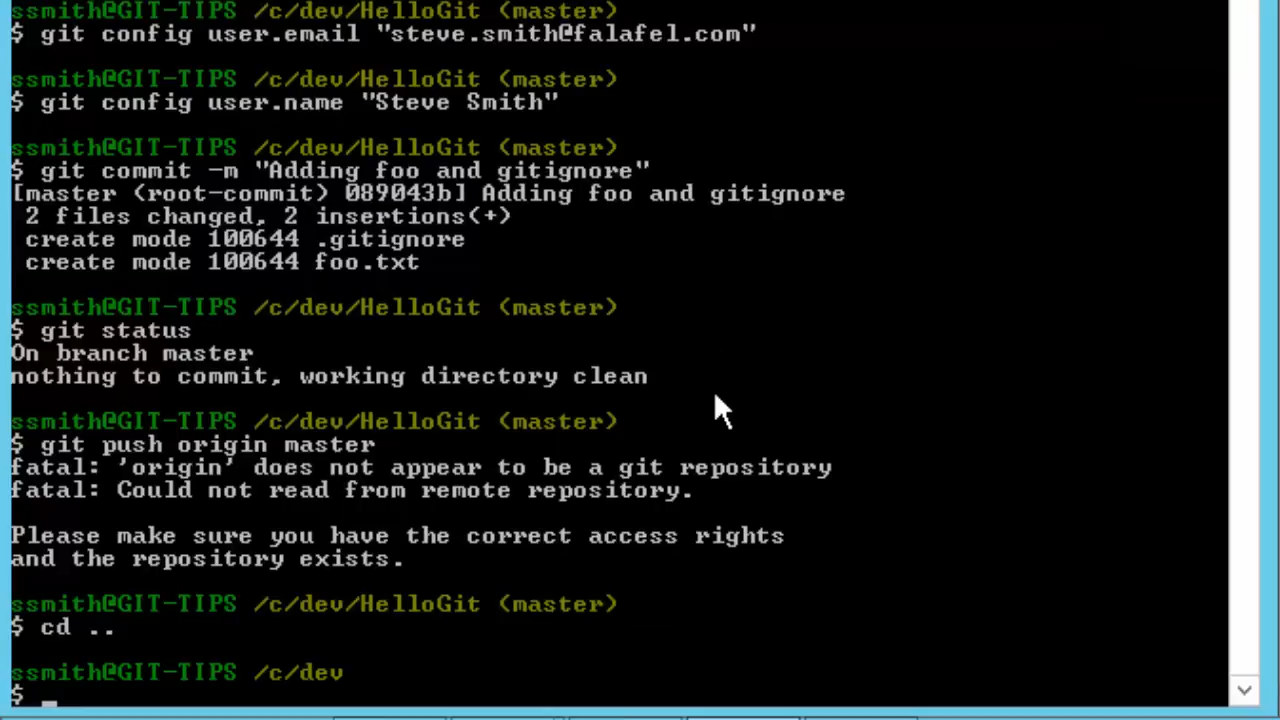 ssmith@GIT-TIPS /c/dev/HelloGit (master)
$ git config user.email "steve.smith@falafel.com"
ssmith@GIT-TIPS /c/dev/HelloGit (master)
$ git config user.name "Steve Smith"
ssmith@GIT-TIPS /c/dev/HelloGit (master)
$ git commit -m "Adding foo and gitignore"
[master (root-commit) 089043b] Adding foo and gitignore
 2 files changed, 2 insertions(+)
 create mode 100644 .gitignore
 create mode 100644 foo.txt
ssmith@GIT-TIPS /c/dev/HelloGit (master)
$ git status
On branch master
nothing to commit, working directory clean
ssmith@GIT-TIPS /c/dev/HelloGit (master)
$ git push origin master
fatal: 'origin' does not appear to be a git repository
fatal: Could not read from remote repository.
Please make sure you have the correct access rights
and the repository exists.
ssmith@GIT-TIPS /c/dev/HelloGit (master)
$ cd ..
ssmith@GIT-TIPS /c/dev
$